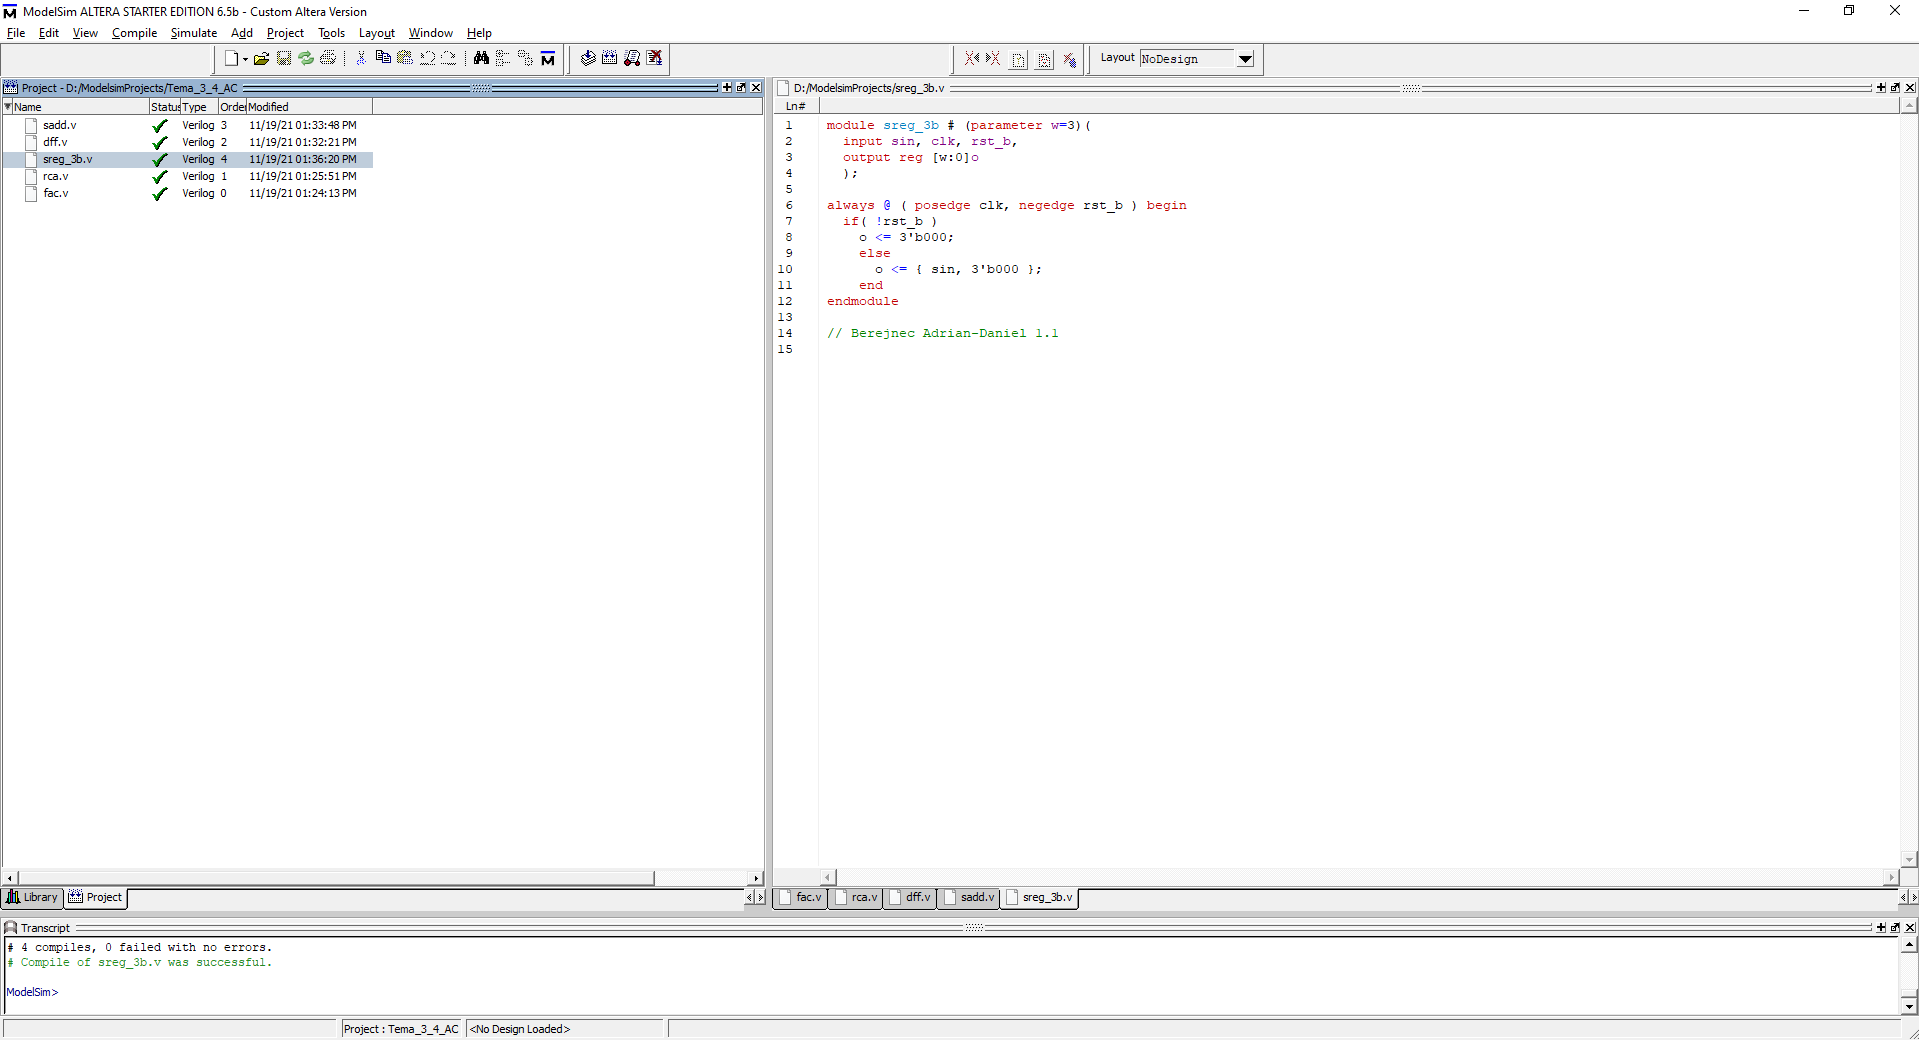 ModelSim ALTERA STARTER EDITION 6.5b - Custom Altera Version
File Edit View Compile Simulate Add Project Tools Layout Window Help
Layout NoDesign
Project - D:/ModelsimProjects/Tema_3_4_AC
Name Status Type Order Modified
sadd.v Verilog 3 11/19/21 01:33:48 PM
dff.v Verilog 2 11/19/21 01:32:21 PM
sreg_3b.v Verilog 4 11/19/21 01:36:20 PM
rca.v Verilog 1 11/19/21 01:25:51 PM
fac.v Verilog 0 11/19/21 01:24:13 PM
Library Project
D:/ModelsimProjects/sreg_3b.v
Ln#
1 module sreg_3b # (parameter w=3)(
2 input sin, clk, rst_b,
3 output reg [w:0]o
4 );
5
6 always @ ( posedge clk, negedge rst_b ) begin
7 if( !rst_b )
8 o <= 3'b000;
9 else
10 o <= { sin, 3'b000 };
11 end
12 endmodule
13
14 // Berejnec Adrian-Daniel 1.1
15
fac.v rca.v dff.v sadd.v sreg_3b.v
Transcript
# 4 compiles, 0 failed with no errors.
# Compile of sreg_3b.v was successful.
ModelSim>
Project : Tema_3_4_AC <No Design Loaded>